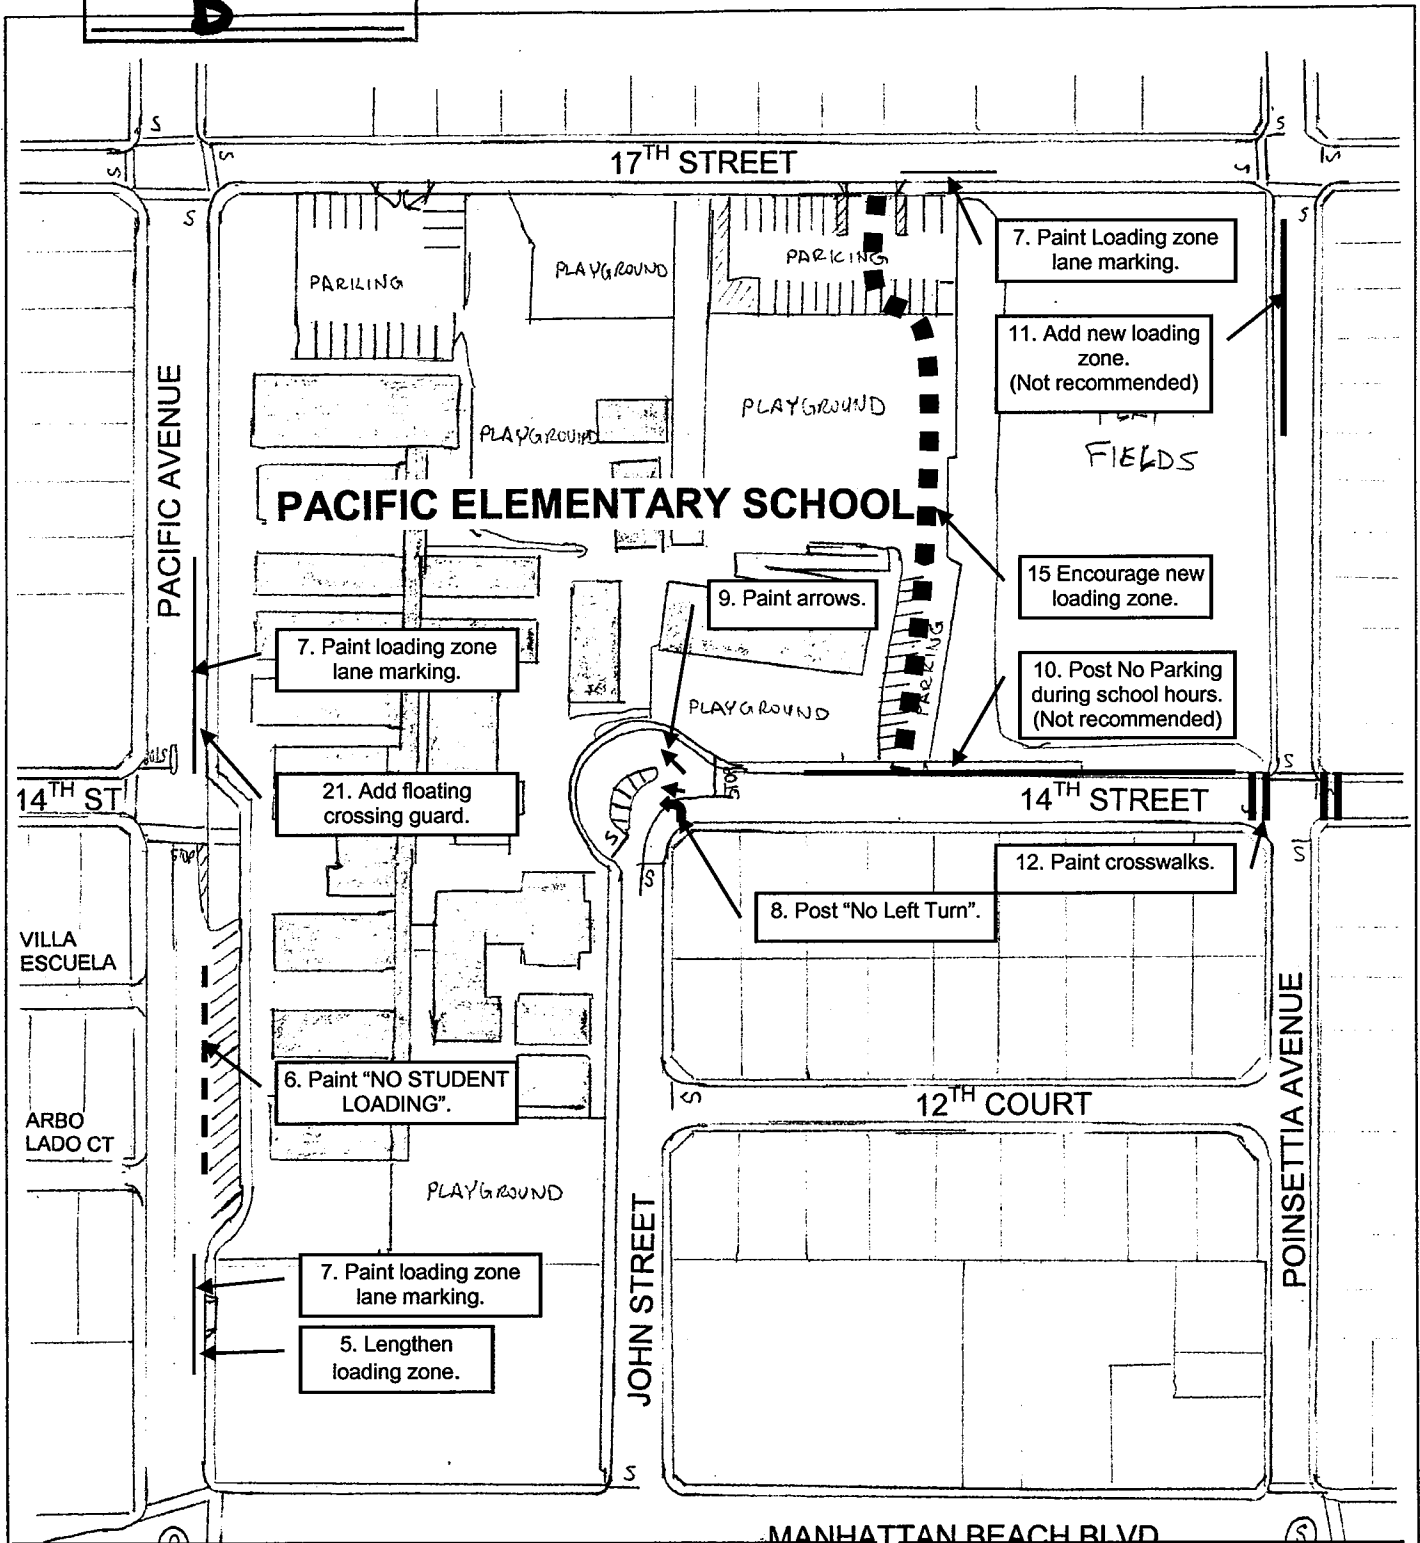 D
S
S
S
S
S
17TH STREET
S
S
S
S
7. Paint Loading zone
lane marking.
PARKING
PLAYGROUND
PARKING
11. Add new loading
zone.
(Not recommended)
FIELDS
PACIFIC AVENUE
PLAYGROUND
PLAYGROUND
PACIFIC ELEMENTARY SCHOOL
15 Encourage new
loading zone.
9. Paint arrows.
7. Paint loading zone
lane marking.
PARKING
10. Post No Parking
during school hours.
(Not recommended)
PLAYGROUND
STOP
14TH ST
21. Add floating
crossing guard.
STOP
14TH STREET
S
S
S
S
12. Paint crosswalks.
STOP
8. Post "No Left Turn".
VILLA
ESCUELA
6. Paint "NO STUDENT
LOADING".
S
12TH COURT
ARBO
LADO CT
POINSETTIA AVENUE
PLAYGROUND
JOHN STREET
7. Paint loading zone
lane marking.
5. Lengthen
loading zone.
S
MANHATTAN BEACH BLVD
S